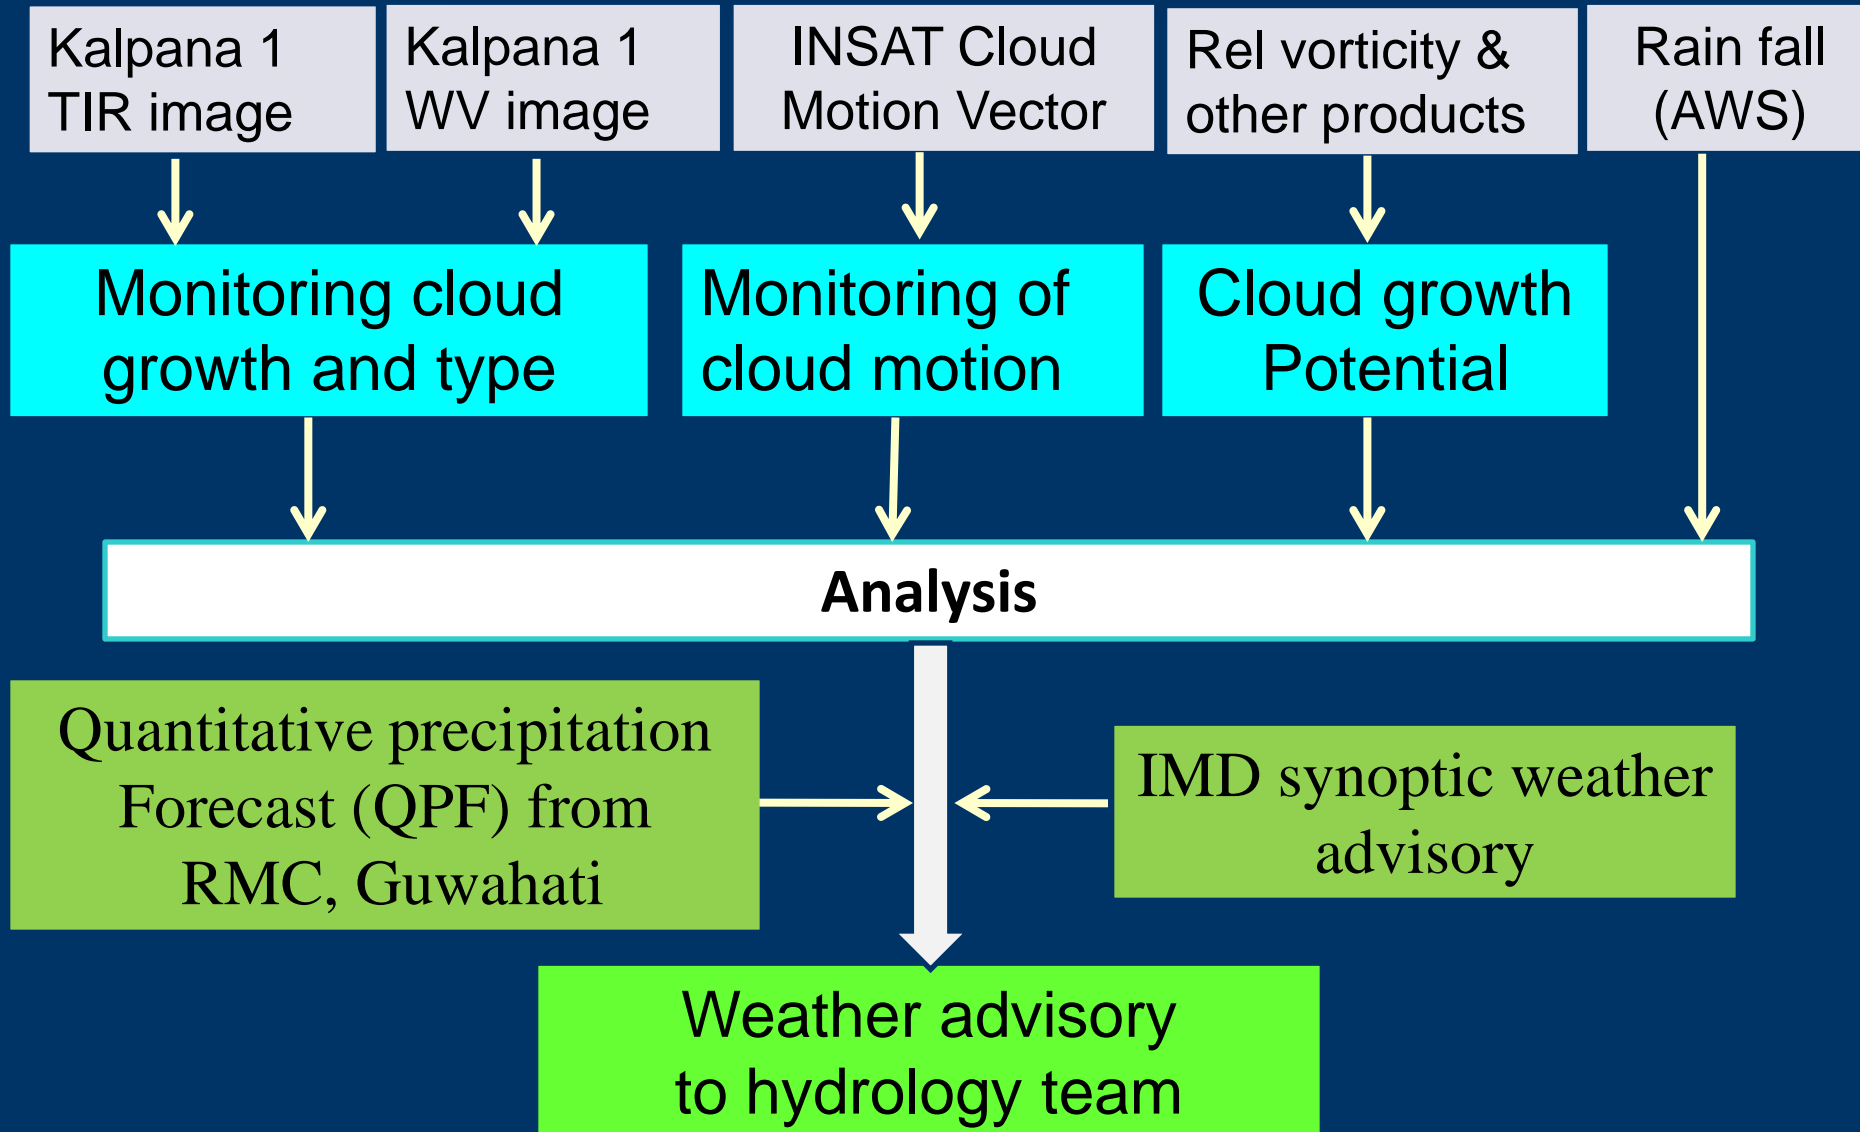 Kalpana 1
TIR image
Kalpana 1
WV image
INSAT Cloud
Motion Vector
Rel vorticity &
other products
Rain fall
(AWS)
Monitoring cloud
growth and type
Monitoring of
cloud motion
Cloud growth
Potential
Analysis
Quantitative precipitation
Forecast (QPF) from
RMC, Guwahati
IMD synoptic weather
advisory
Weather advisory
to hydrology team